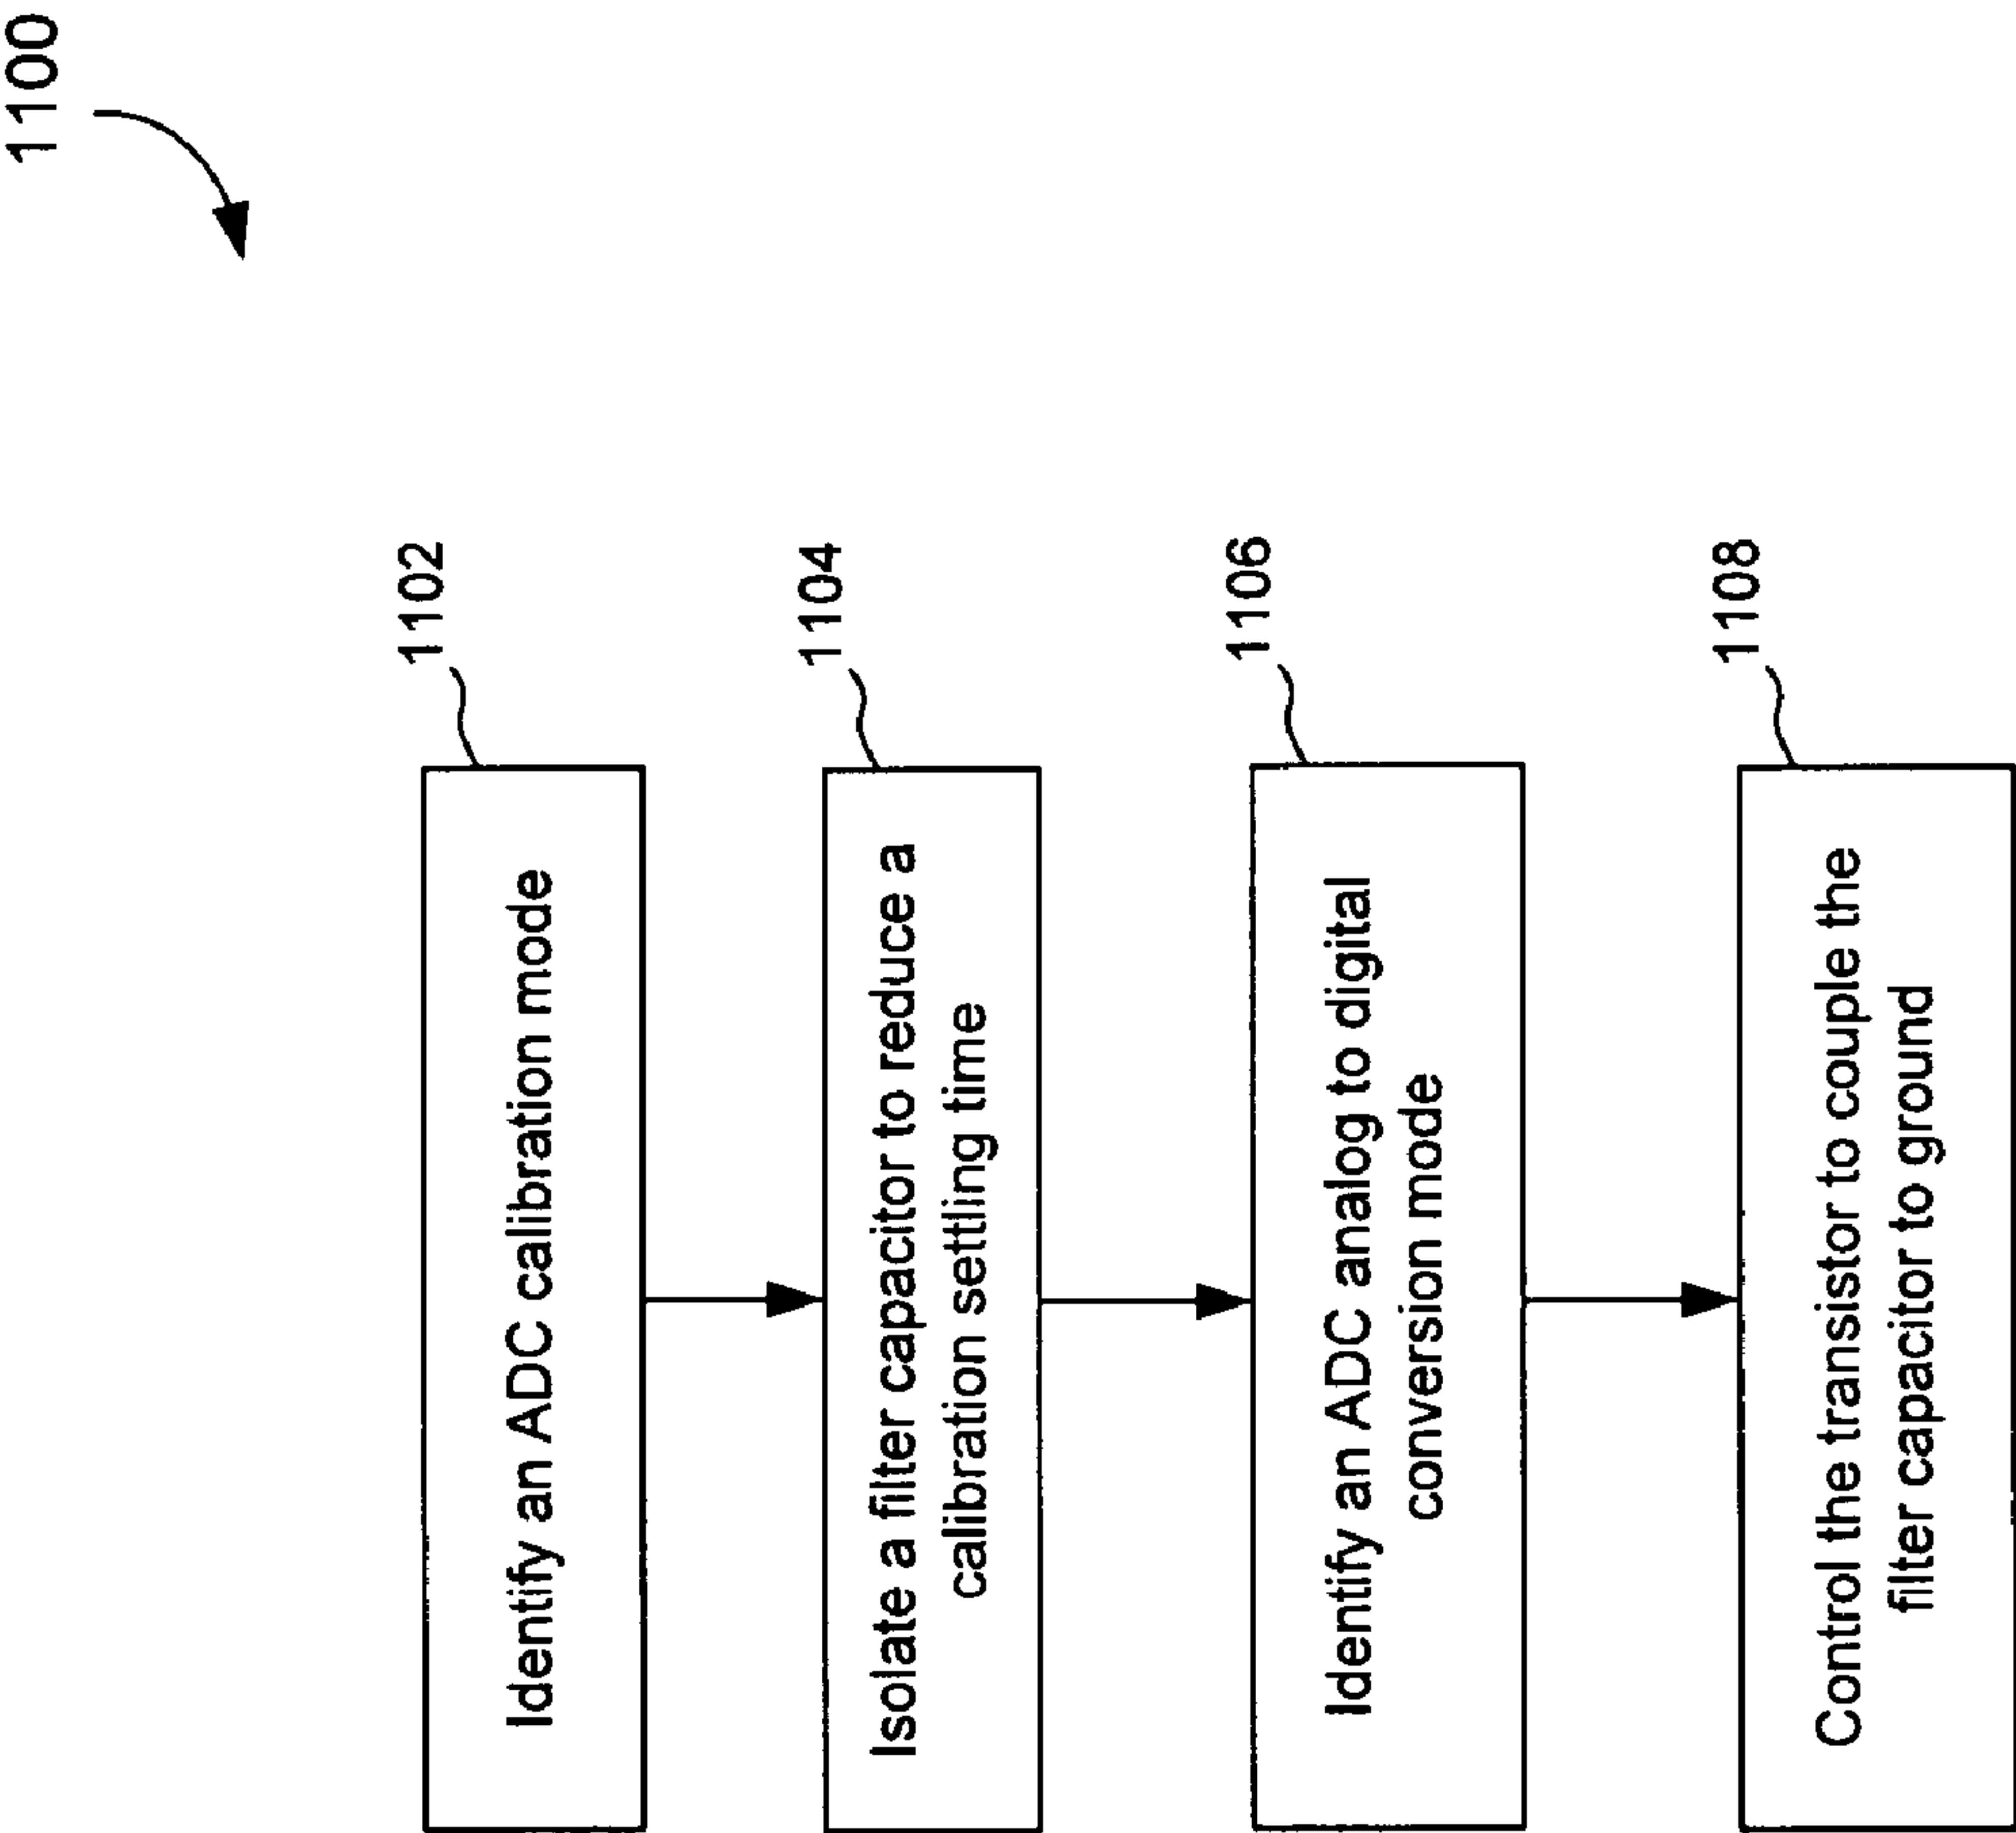 1100
1102
Identify an ADC calibration mode
1104
Isolate a filter capacitor to reduce a
calibration settling time
1106
Identify an ADC analog to digital
conversion mode
1108
Control the transistor to couple the
filter capacitor to ground